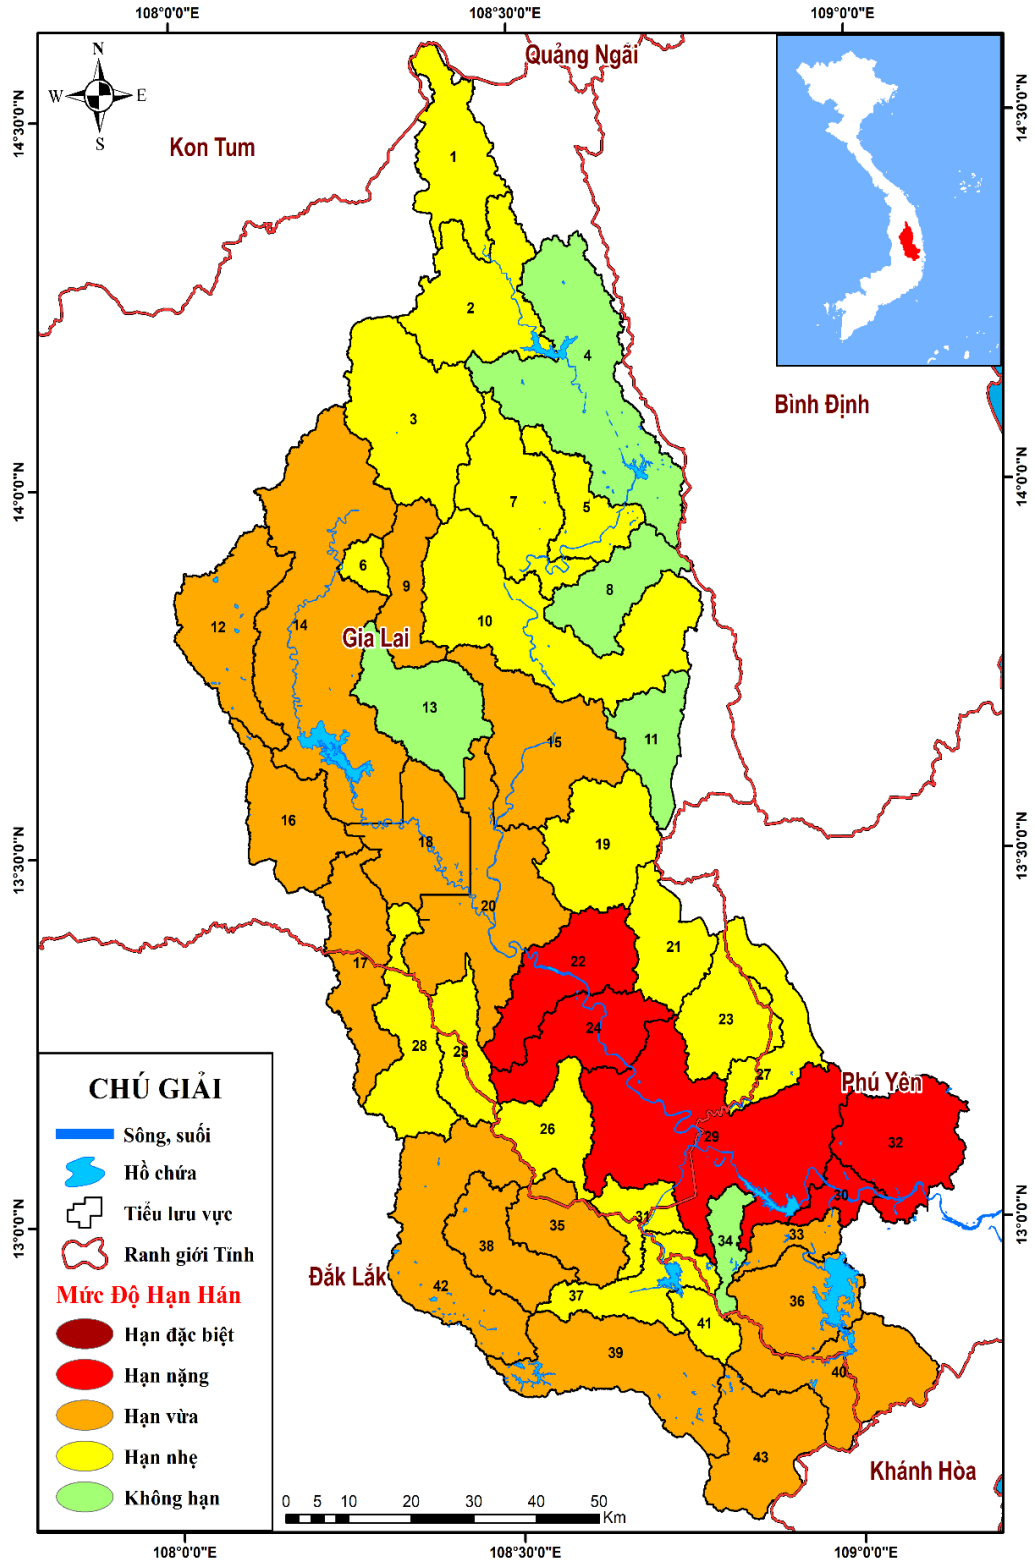 108°0'0"E 108°30'0"E 109°0'0"E
N
W E
S
Quảng Ngãi
Kon Tum
14°30'0"N 14°30'0"N
1
2
4
Bình Định
3
14°0'0"N 14°0'0"N
7
5
6
9
8
12
14
10
Gia Lai
13
11
15
16
18
19
13°30'0"N 13°30'0"N
20
21
17
22
23
24
28
25
27
Phú Yên
26
29
32
30
31
13°0'0"N 13°0'0"N
35
38
34
33
Đắk Lắk
42
37
36
41
39
40
43
Khánh Hòa
CHÚ GIẢI
Sông, suối
Hồ chứa
Tiểu lưu vực
Ranh giới Tỉnh
Mức Độ Hạn Hán
Hạn đặc biệt
Hạn nặng
Hạn vừa
Hạn nhẹ
Không hạn
0 5 10 20 30 40 50
Km
108°0'0"E 108°30'0"E 109°0'0"E